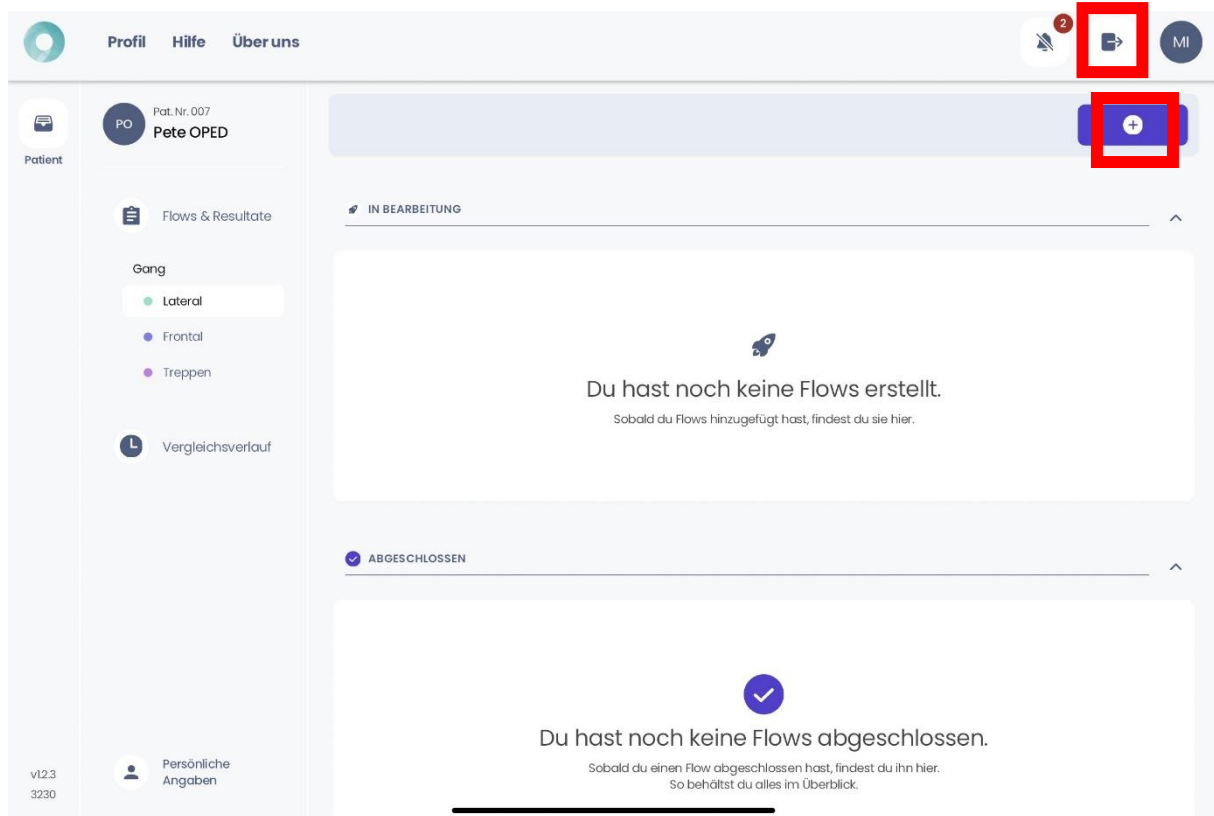 Profil Hilfe Über uns
2
MI
Patient
PO
Pat. Nr. 007
Pete OPED
Flows & Resultate
Gang
Lateral
Frontal
Treppen
Vergleichsverlauf
Persönliche
Angaben
v1.2.3
3230
IN BEARBEITUNG
Du hast noch keine Flows erstellt.
Sobald du Flows hinzugefügt hast, findest du sie hier.
ABGESCHLOSSEN
Du hast noch keine Flows abgeschlossen.
Sobald du einen Flow abgeschlossen hast, findest du ihn hier.
So behältst du alles im Überblick.